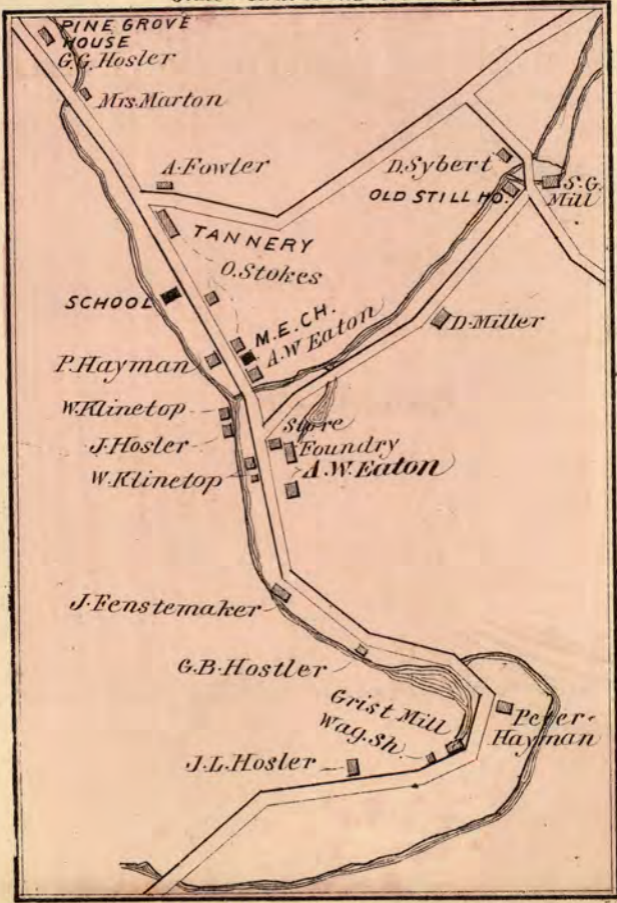 PINE GROVE
HOUSE
G.G. Hosler
Mrs. Marton
A. Fowler
D. Sybert
OLD STILL HO.
S.G.
Mill
TANNERY
O. Stokes
SCHOOL
M.E. CH.
A.W Eaton
D. Miller
P. Hayman
W. Klinetop
J. Hosler
W. Klinetop
Store
Foundry
A.W. Eaton
J. Fenstemaker
G.B. Hostler
Grist Mill
Wag. Sh.
Peter
Hayman
J.L. Hosler